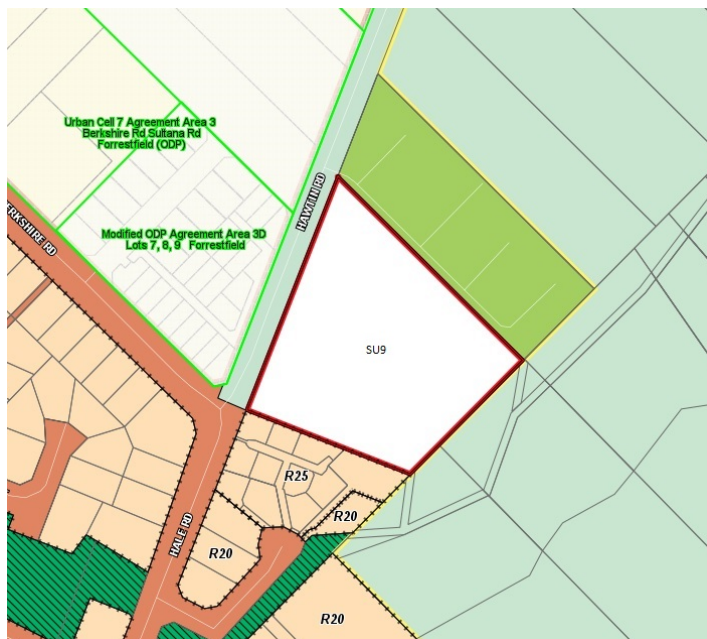 Urban Cell 7 Agreement Area 3
Berkshire Rd Sultana Rd
Forrestfield (ODP)
HAWTIN RD
ERKSHIRE RD
Modified ODP Agreement Area 3D
Lots 7, 8, 9 Forrestfield
SU9
R25
R20
R20
HALE RD
R20